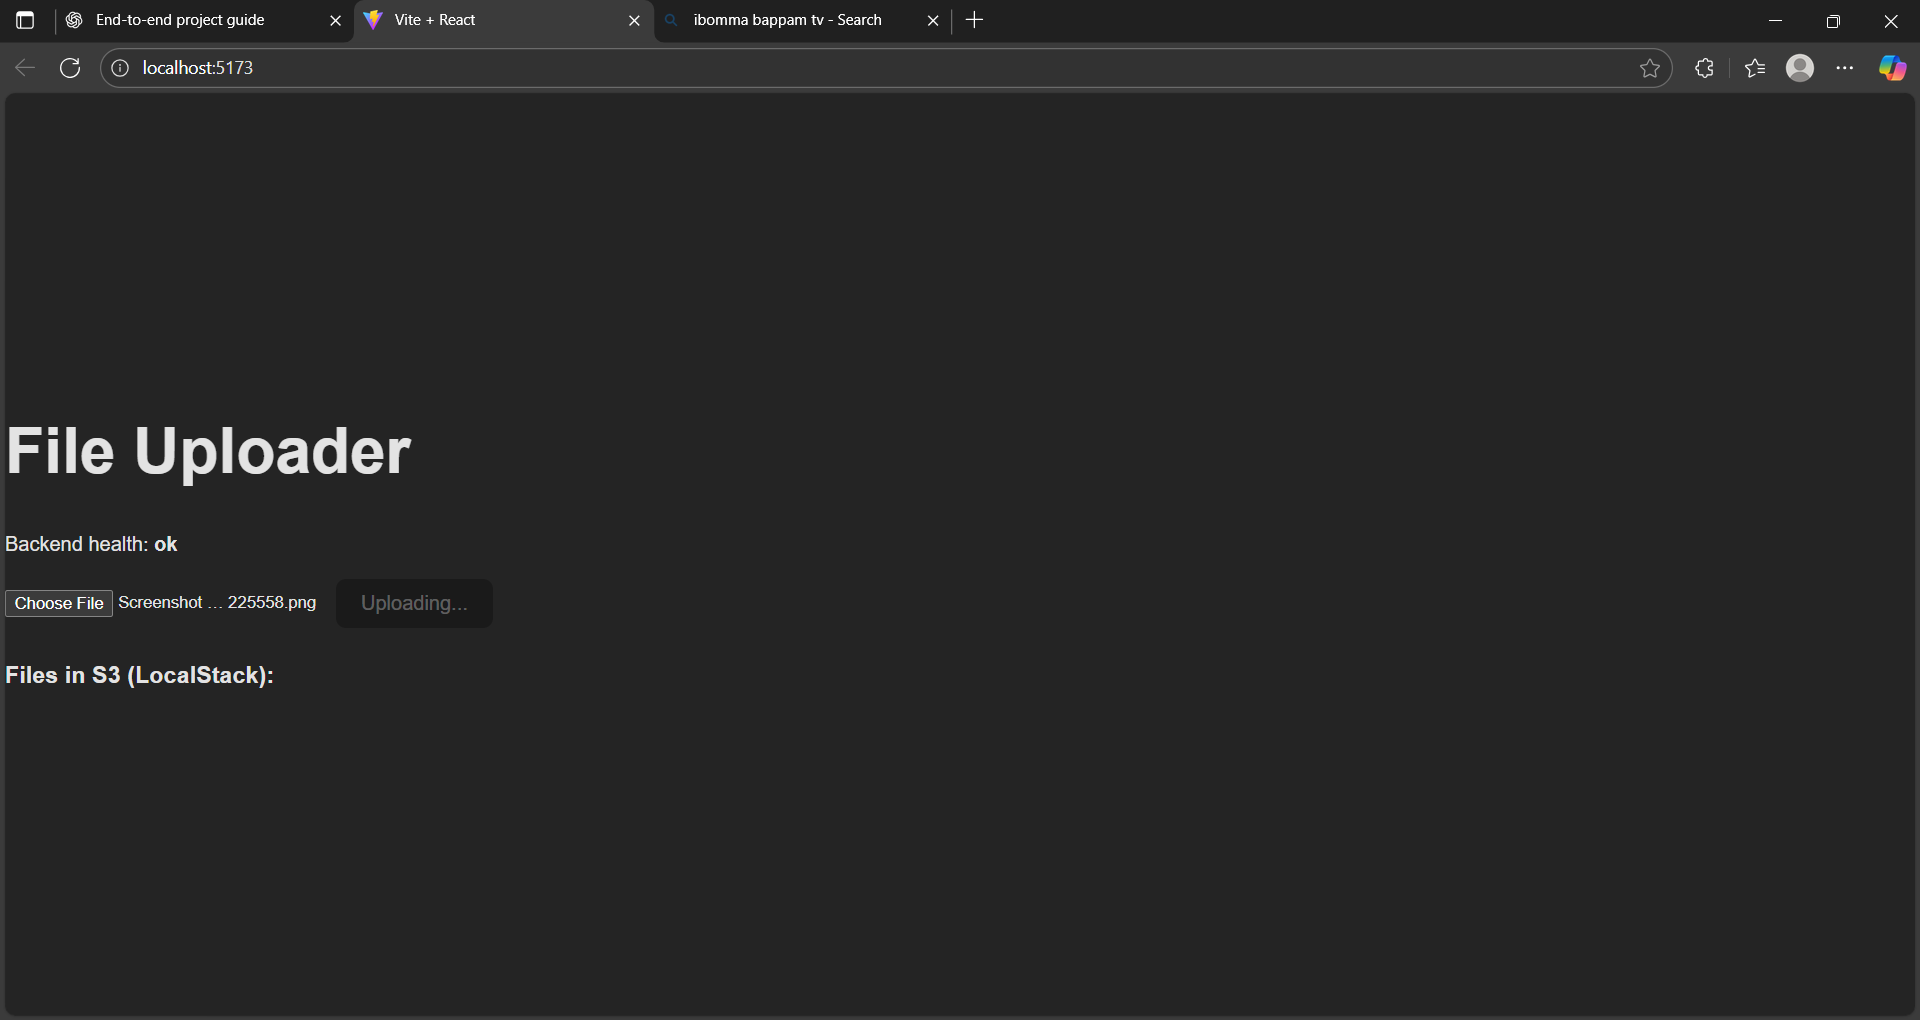 End-to-end project guide
Vite + React
ibomma bappam tv - Search
localhost:5173
File Uploader
Backend health: ok
Choose File Screenshot ... 225558.png Uploading...
Files in S3 (LocalStack):